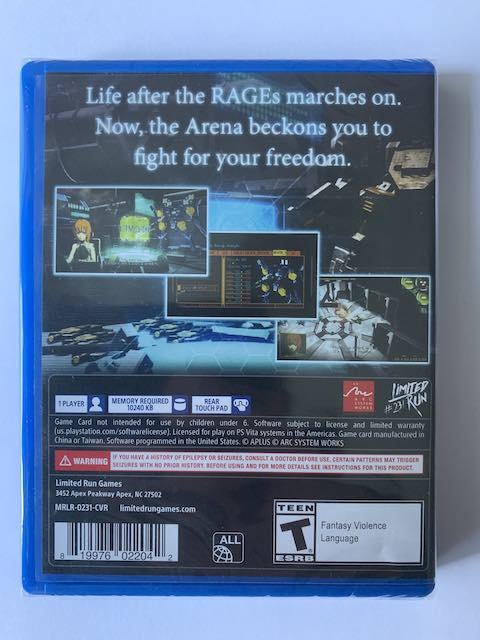 Life after the RAGEs marches on.
Now, the Arena beckons you to
fight for your freedom.
1 PLAYER
MEMORY REQUIRED
10240 KB
REAR
TOUCH PAD
ARC
SYSTEM
WORKS
LIMITED
#231 RUN
Game Card not intended for use by children under 6. Software subject to license and limited warranty
(us.playstation.com/softwarelicense). Licensed for play on PS Vita systems in the Americas. Game card manufactured in
China or Taiwan. Software programmed in the United States. © APLUS © ARC SYSTEM WORKS
WARNING
IF YOU HAVE A HISTORY OF EPILEPSY OR SEIZURES, CONSULT A DOCTOR BEFORE USE. CERTAIN PATTERNS MAY TRIGGER
SEIZURES WITH NO PRIOR HISTORY. BEFORE USING AND FOR MORE DETAILS SEE INSTRUCTIONS FOR THIS PRODUCT.
Limited Run Games
3452 Apex Peakway Apex, NC 27502
MRLR-0231-CVR limitedrungames.com
8 19976 02204 2
ALL
TEEN
T
ESRB
Fantasy Violence
Language